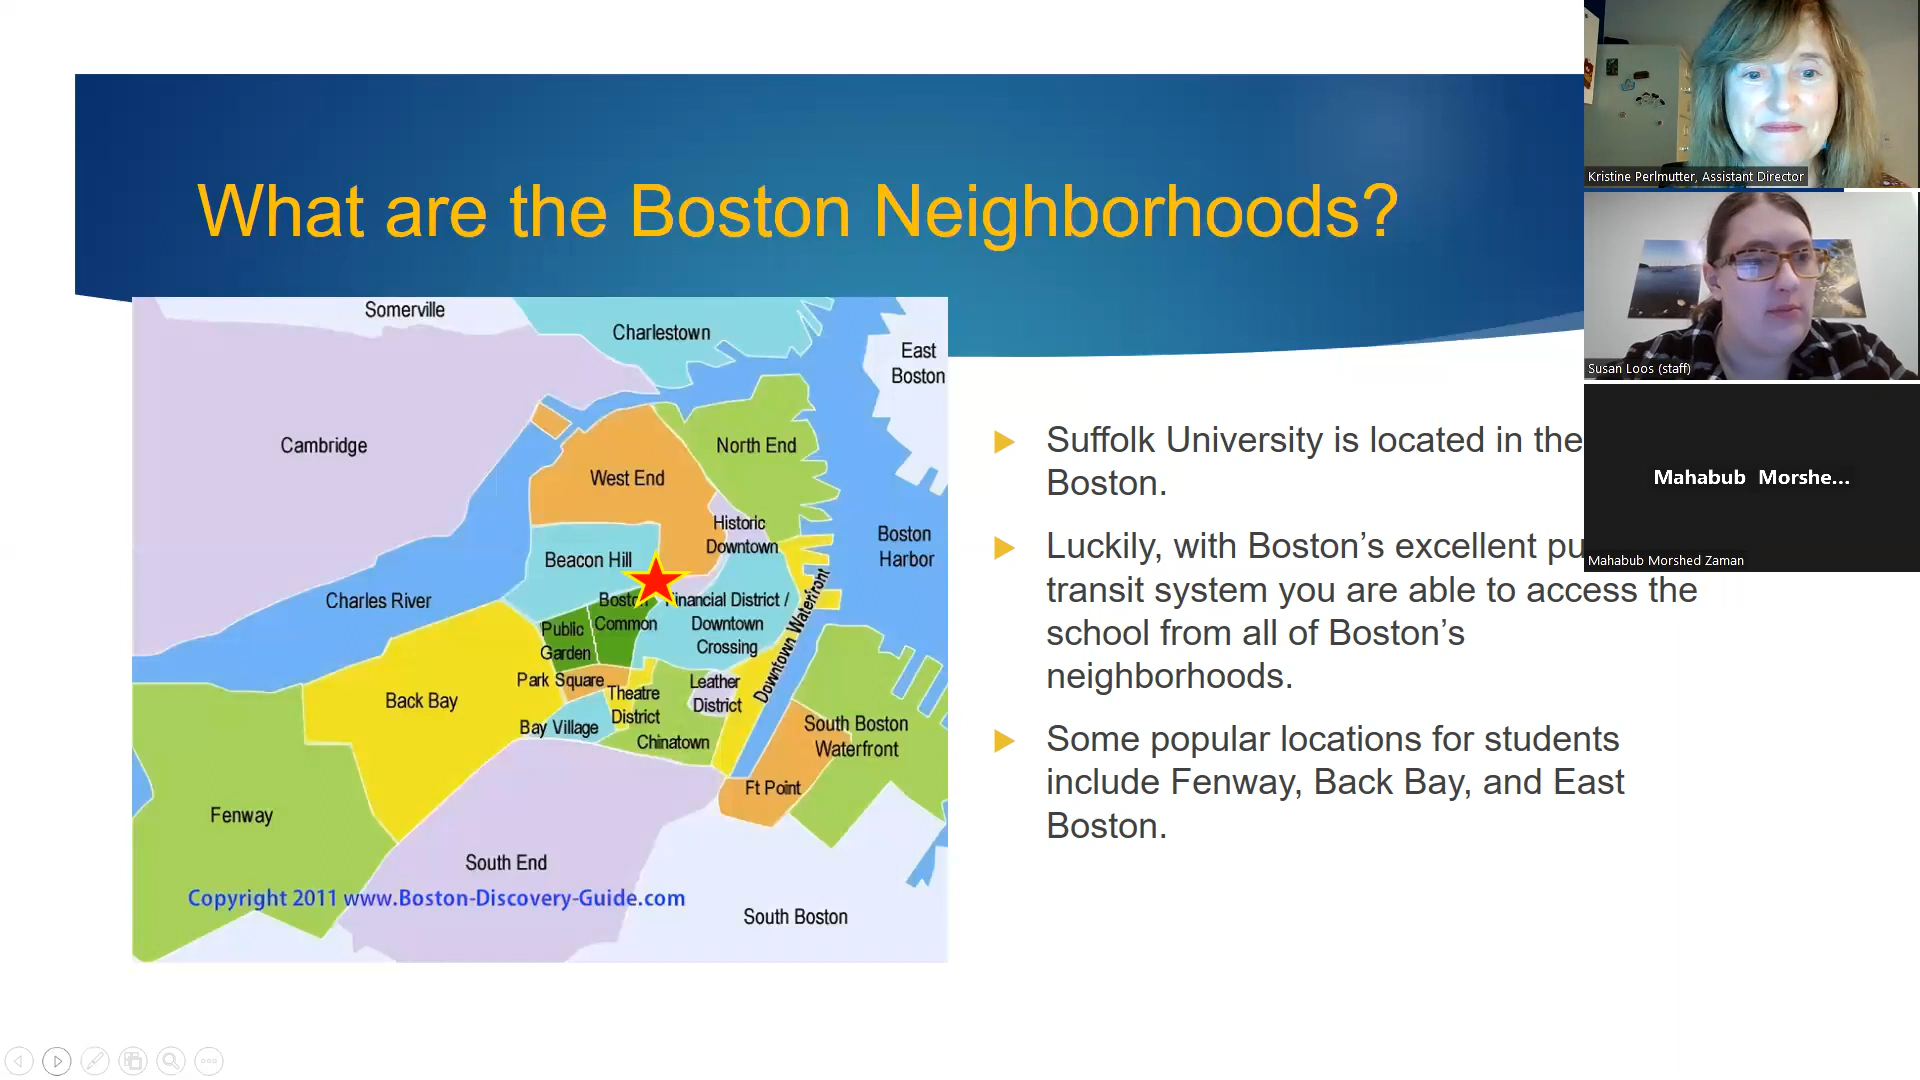 What are the Boston Neighborhoods?
Kristine Perlmutter, Assistant Director
Susan Loos (staff)
Mahabub Morshe...
Mahabub Morshed Zaman
Somerville
Charlestown
East
Boston
Cambridge
North End
West End
Historic
Downtown
Boston
Harbor
Beacon Hill
Charles River
Boston
Common
Financial District /
Downtown
Crossing
Downtown Waterfront
Public
Garden
Park Square
Theatre
District
Leather
District
Back Bay
Bay Village
Chinatown
South Boston
Waterfront
Ft Point
Fenway
South End
Copyright 2011 www.Boston-Discovery-Guide.com
South Boston
Suffolk University is located in the
Boston.
Luckily, with Boston’s excellent pu
transit system you are able to access the
school from all of Boston’s
neighborhoods.
Some popular locations for students
include Fenway, Back Bay, and East
Boston.